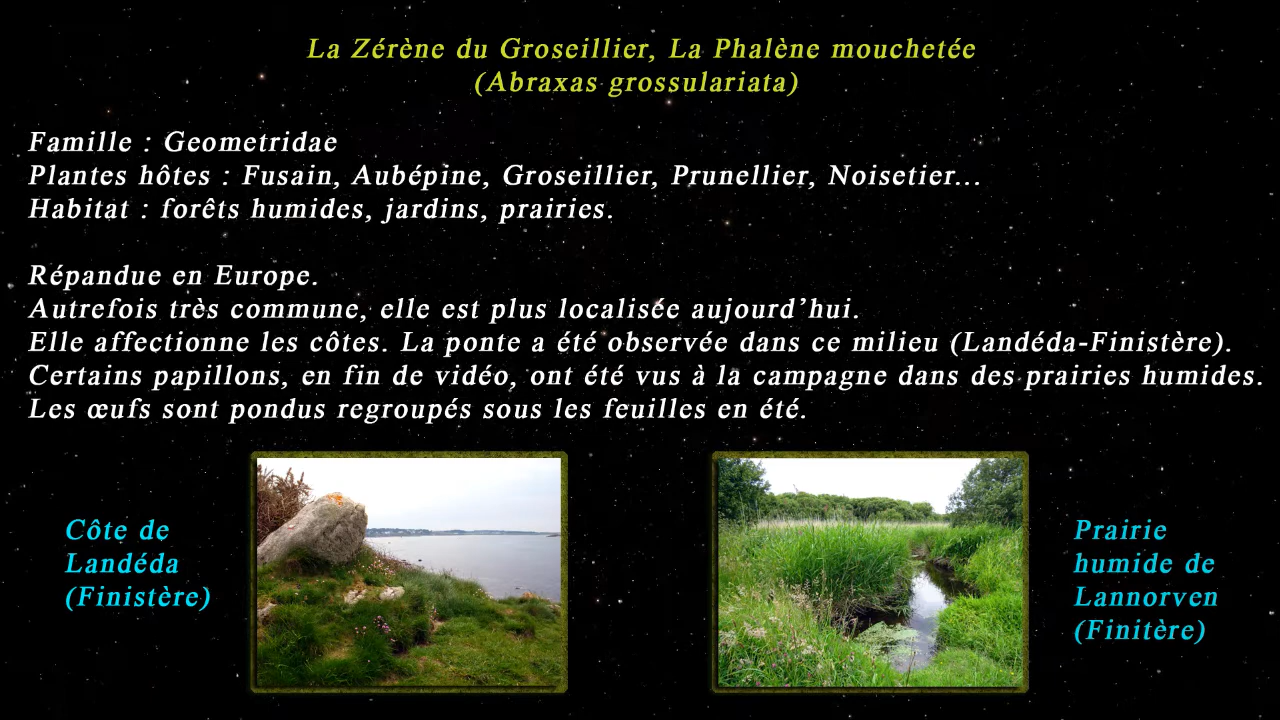 La Zérène du Groseillier, La Phalène mouchetée
(Abraxas grossulariata)
Famille : Geometridae
Plantes hôtes : Fusain, Aubépine, Groseillier, Prunellier, Noisetier...
Habitat : forêts humides, jardins, prairies.
Répandue en Europe.
Autrefois très commune, elle est plus localisée aujourd’hui.
Elle affectionne les côtes. La ponte a été observée dans ce milieu (Landéda-Finistère).
Certains papillons, en fin de vidéo, ont été vus à la campagne dans des prairies humides.
Les œufs sont pondus regroupés sous les feuilles en été.
Côte de
Landéda
(Finistère)
Prairie
humide de
Lannorven
(Finitère)